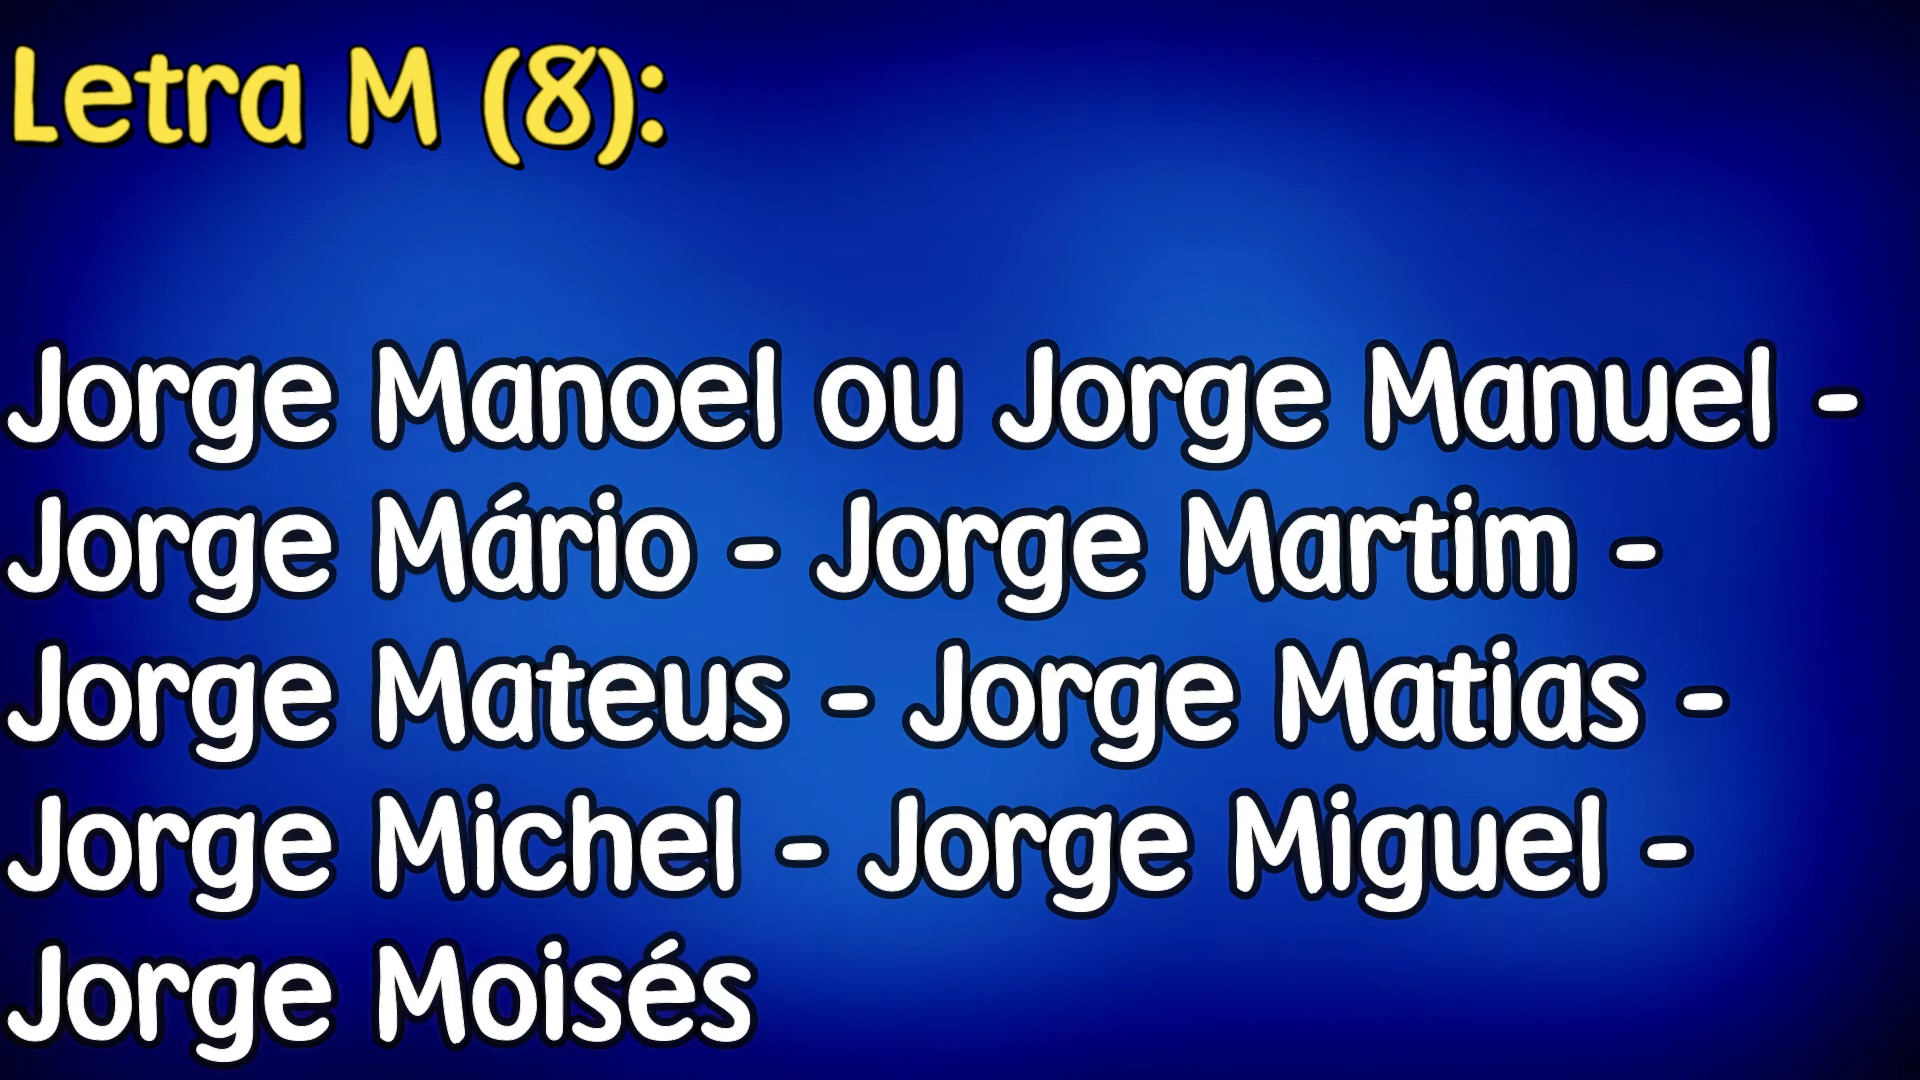 Letra M (8):
Jorge Manoel ou Jorge Manuel -
Jorge Mário - Jorge Martim -
Jorge Mateus - Jorge Matias -
Jorge Michel - Jorge Miguel -
Jorge Moisés